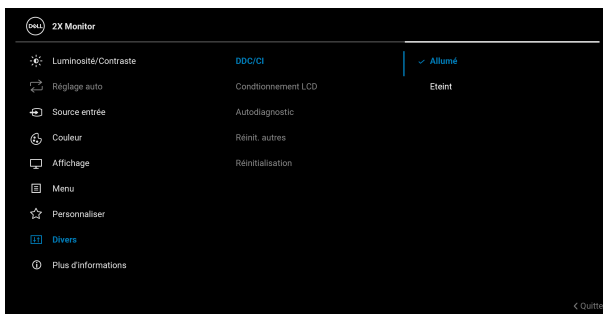 DELL 2X Monitor
Luminosité/Contraste DDC/CI ✓ Allumé
Réglage auto Condtionnement LCD Eteint
Source entrée Autodiagnostic
Couleur Réinit. autres
Affichage Réinitialisation
Menu
Personnaliser
Divers
Plus d'informations
< Quitte